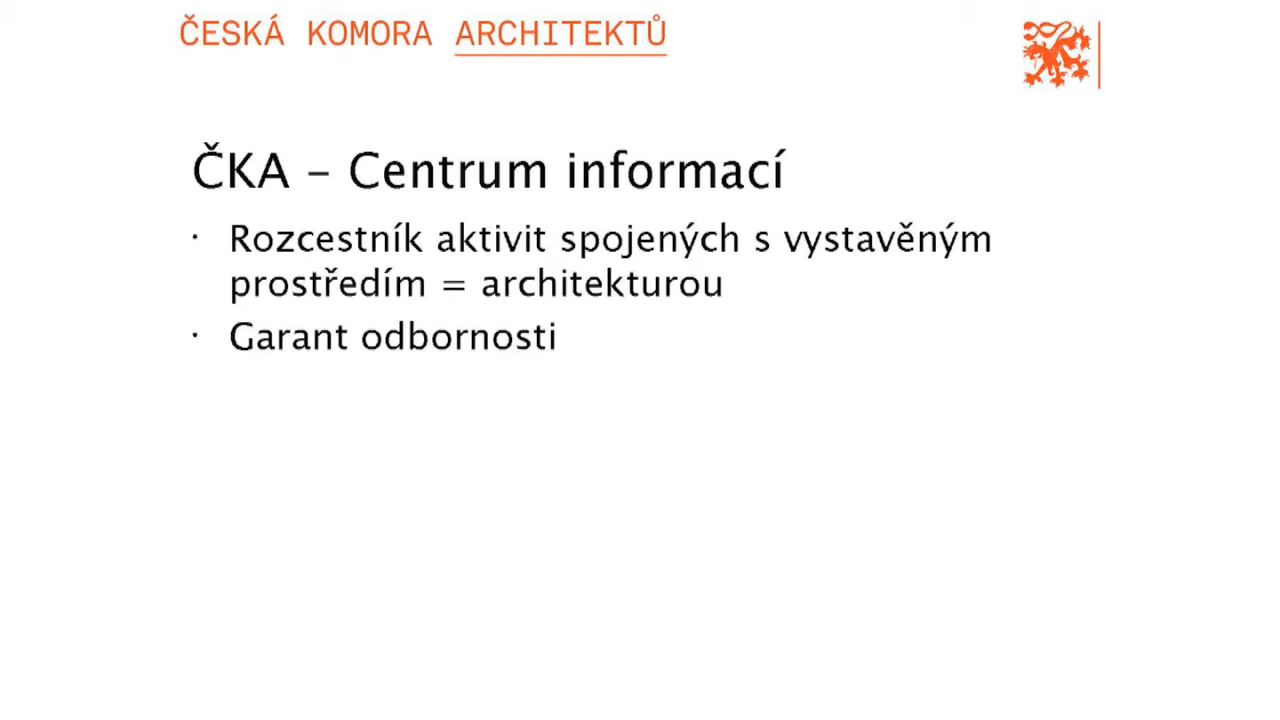 ČESKÁ KOMORA ARCHITEKTŮ
ČKA – Centrum informací
· Rozcestník aktivit spojených s vystavěným
prostředím = architekturou
· Garant odbornosti